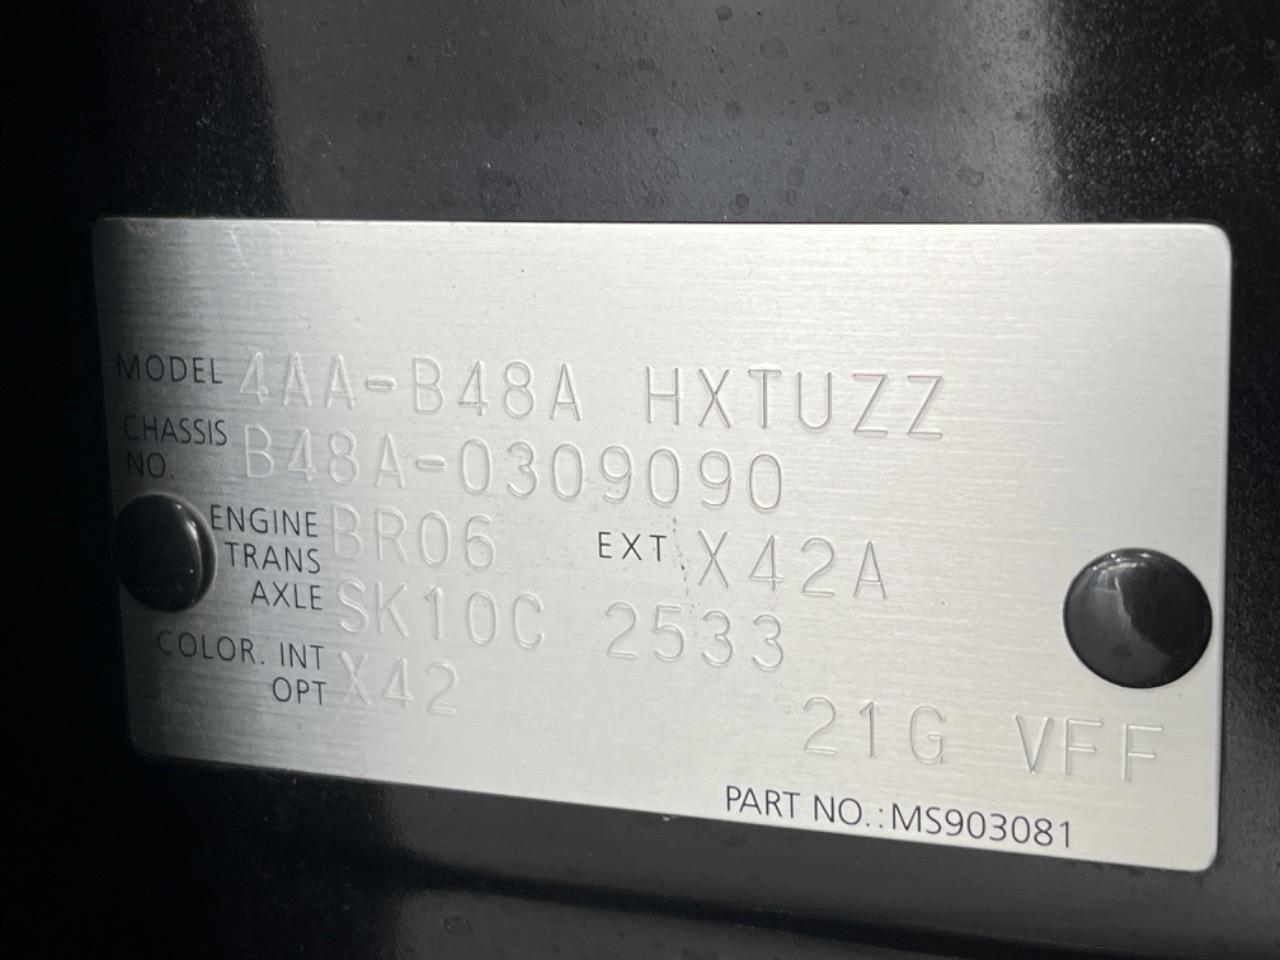 MODEL 4AA-B48A HXTUZZ
CHASSIS NO. B48A-0309090
ENGINE BR06 EXT X42A
TRANS AXLE SK10C 2533
COLOR. INT X42
OPT 21G VFF
PART NO.:MS903081